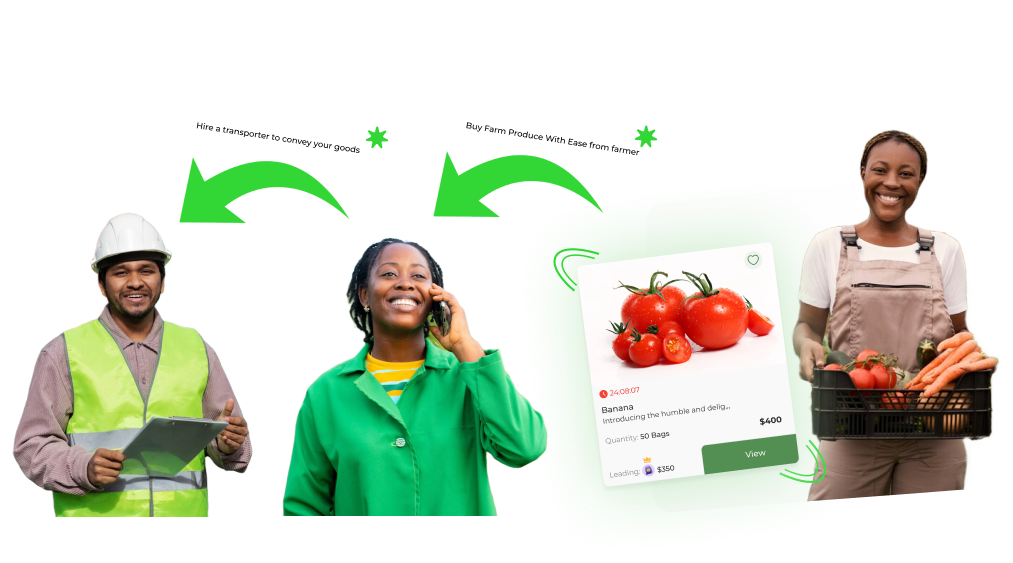 Hire a transporter to convey your goods
Buy Farm Produce With Ease from farmer
24:08:07
Banana
Introducing the humble and delig...
$400
Quantity: 50 Bags
View
Leading: $350